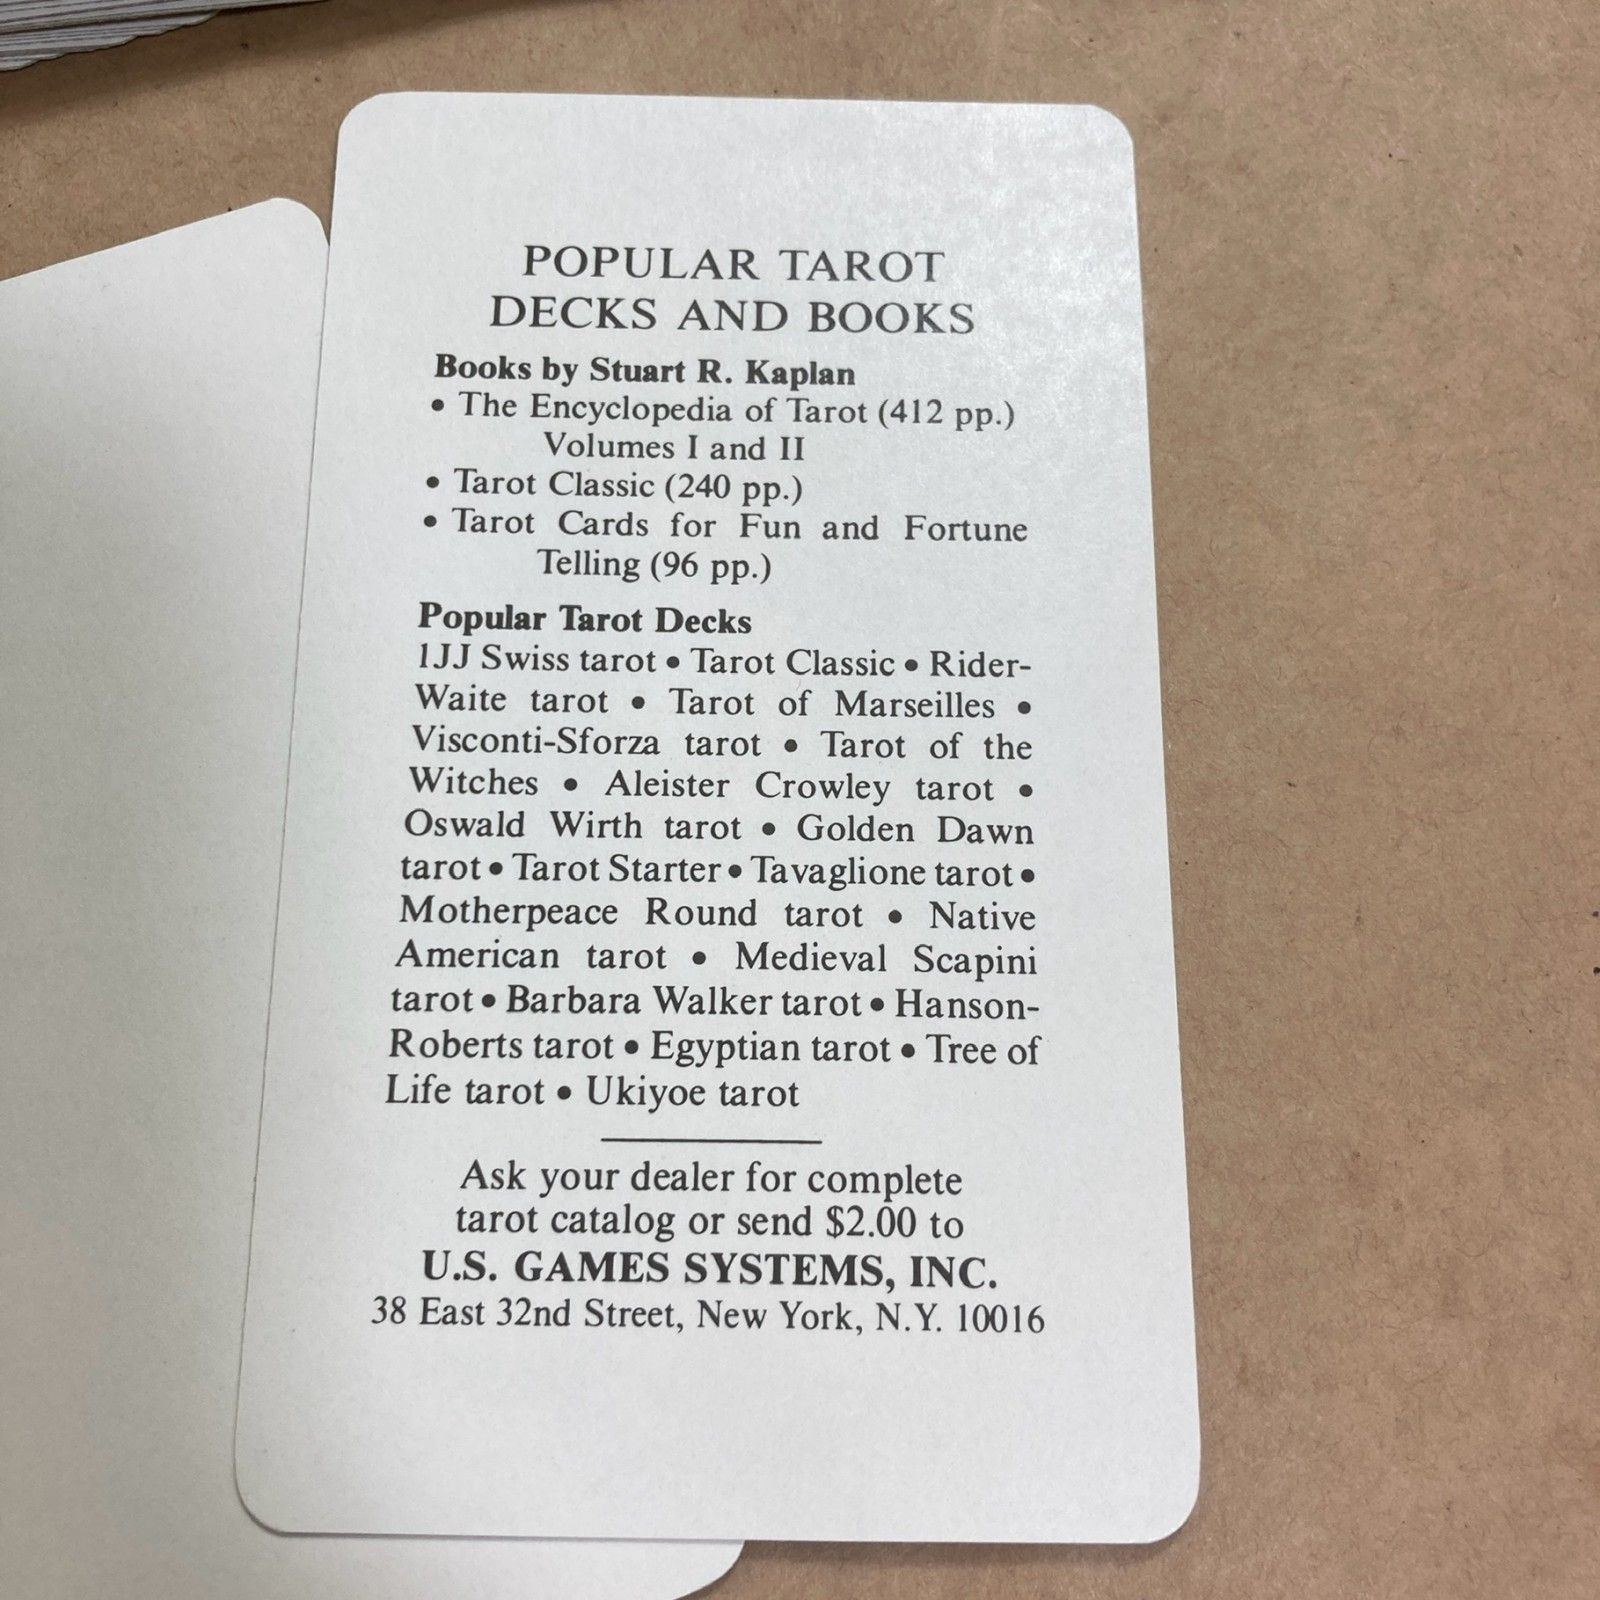 POPULAR TAROT
DECKS AND BOOKS
Books by Stuart R. Kaplan
• The Encyclopedia of Tarot (412 pp.)
Volumes I and II
• Tarot Classic (240 pp.)
• Tarot Cards for Fun and Fortune
Telling (96 pp.)
Popular Tarot Decks
1JJ Swiss tarot • Tarot Classic • Rider-
Waite tarot • Tarot of Marseilles •
Visconti-Sforza tarot • Tarot of the
Witches • Aleister Crowley tarot •
Oswald Wirth tarot • Golden Dawn
tarot • Tarot Starter • Tavaglione tarot •
Motherpeace Round tarot • Native
American tarot • Medieval Scapini
tarot • Barbara Walker tarot • Hanson-
Roberts tarot • Egyptian tarot • Tree of
Life tarot • Ukiyoe tarot
Ask your dealer for complete
tarot catalog or send $2.00 to
U.S. GAMES SYSTEMS, INC.
38 East 32nd Street, New York, N.Y. 10016